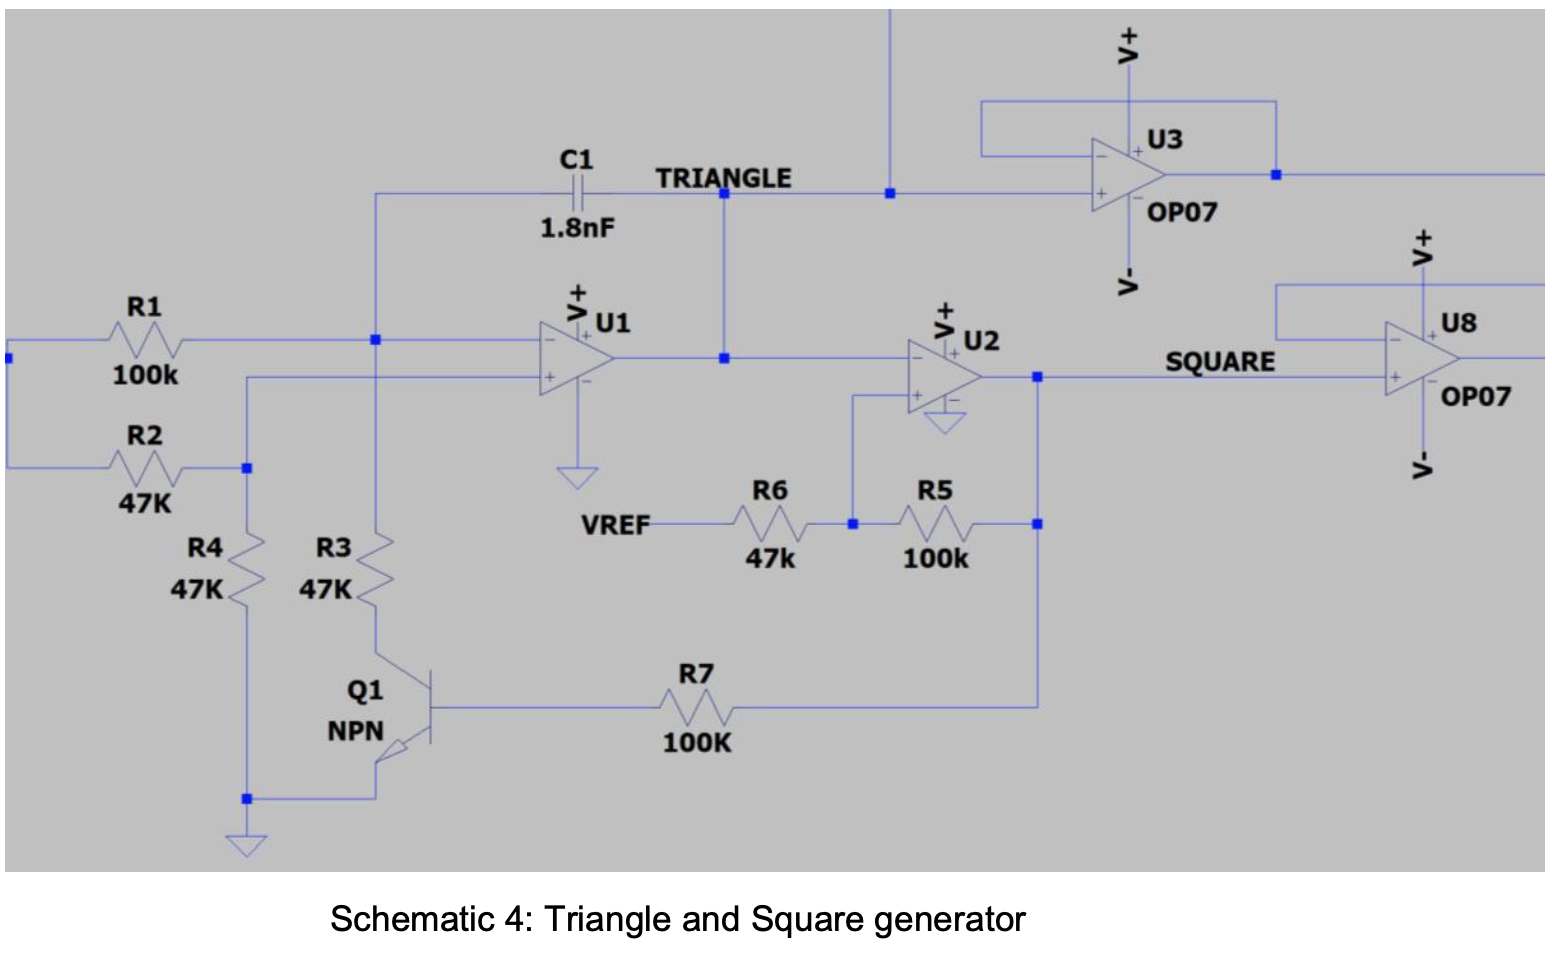 V+
U3
OP07
V-
C1
TRIANGLE
1.8nF
V+
U8
OP07
V-
R1
100k
V+
U1
V+
U2
SQUARE
R2
47K
VREF
R6
47k
R5
100k
R4
47K
R3
47K
R7
100K
Q1
NPN
Schematic 4: Triangle and Square generator